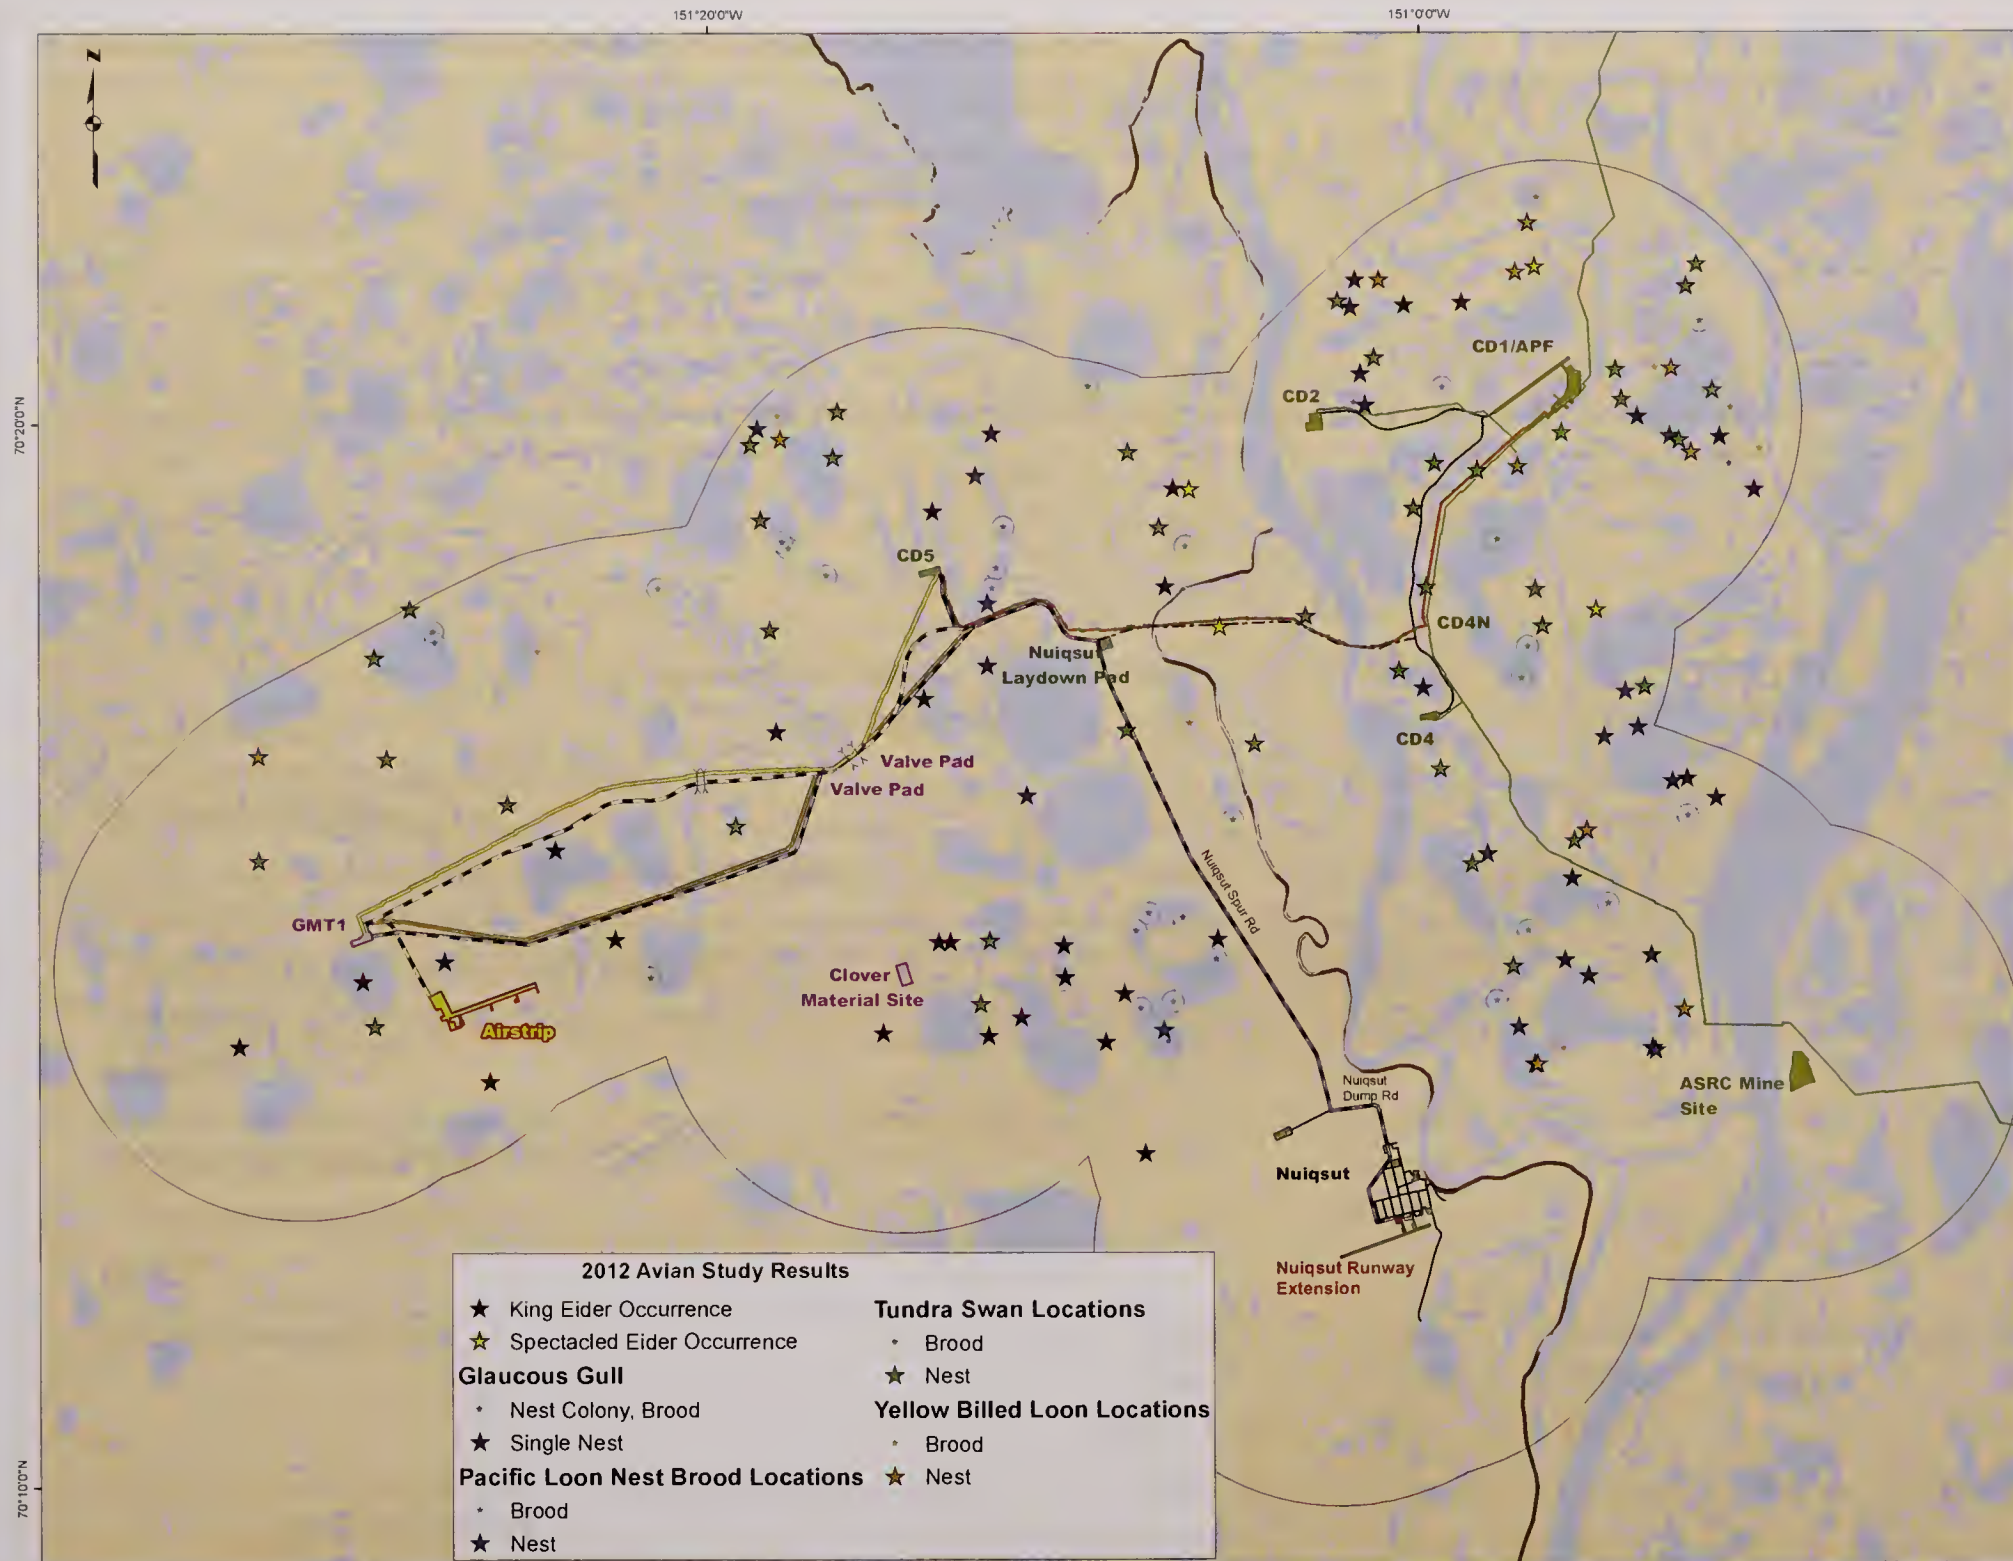 151°20'0"W
151°0'0"W
N
70°20'0"N
70°10'0"N
CD1/APF
CD2
CD5
CD4N
Nuiqsut
Laydown Pad
CD4
Valve Pad
Valve Pad
Nuiqsut Spur Rd
GMT1
Clover
Material Site
Airstrip
Nuiqsut
Dump Rd
ASRC Mine
Site
Nuiqsut
Nuiqsut Runway
Extension
2012 Avian Study Results
King Eider Occurrence
Spectacled Eider Occurrence
Glaucous Gull
Nest Colony, Brood
Single Nest
Pacific Loon Nest Brood Locations
Brood
Nest
Tundra Swan Locations
Brood
Nest
Yellow Billed Loon Locations
Brood
Nest